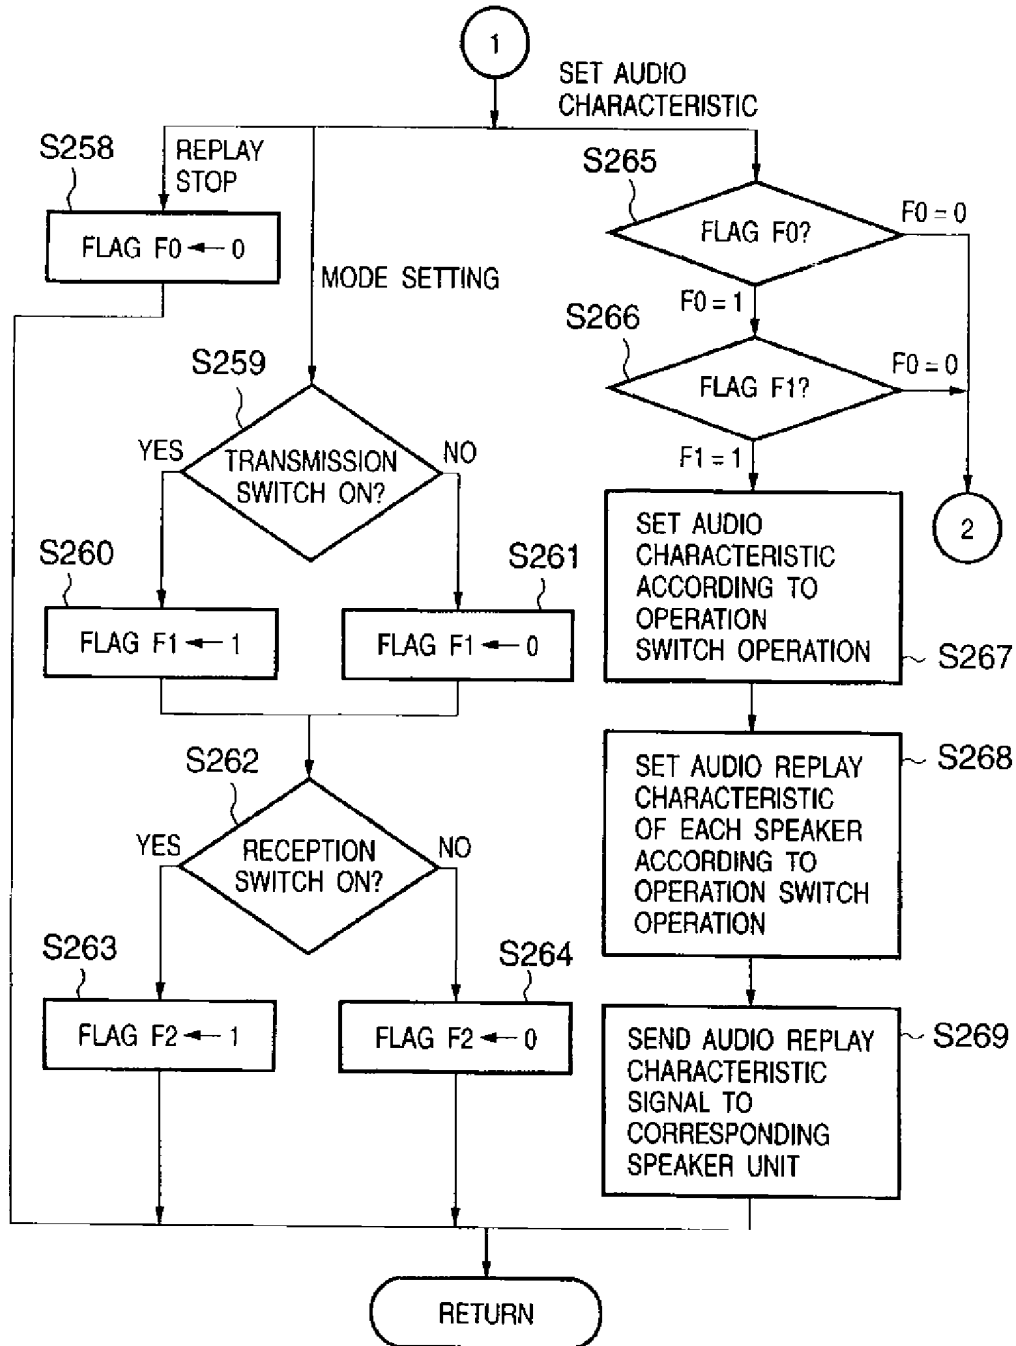 1
SET AUDIO
CHARACTERISTIC
S258
REPLAY
STOP
FLAG F0 ← 0
MODE SETTING
S259
TRANSMISSION
SWITCH ON?
YES
NO
S260
FLAG F1 ← 1
S261
FLAG F1 ← 0
S262
RECEPTION
SWITCH ON?
YES
NO
S263
FLAG F2 ← 1
S264
FLAG F2 ← 0
S265
FLAG F0?
F0 = 0
F0 = 1
S266
FLAG F1?
F0 = 0
F1 = 1
2
SET AUDIO
CHARACTERISTIC
ACCORDING TO
OPERATION
SWITCH OPERATION
S267
SET AUDIO REPLAY
CHARACTERISTIC
OF EACH SPEAKER
ACCORDING TO
OPERATION SWITCH
OPERATION
S268
SEND AUDIO REPLAY
CHARACTERISTIC
SIGNAL TO
CORRESPONDING
SPEAKER UNIT
S269
RETURN